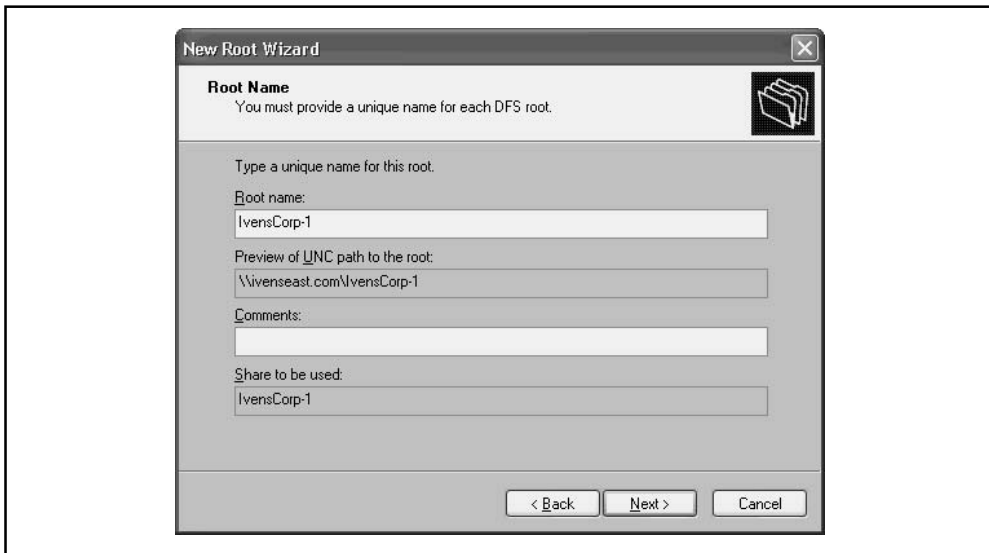 New Root Wizard
Root Name
You must provide a unique name for each DFS root.
Type a unique name for this root.
Root name:
IvensCorp-1
Preview of UNC path to the root:
\\ivenseast.com\IvensCorp-1
Comments:
Share to be used:
IvensCorp-1
< Back Next > Cancel